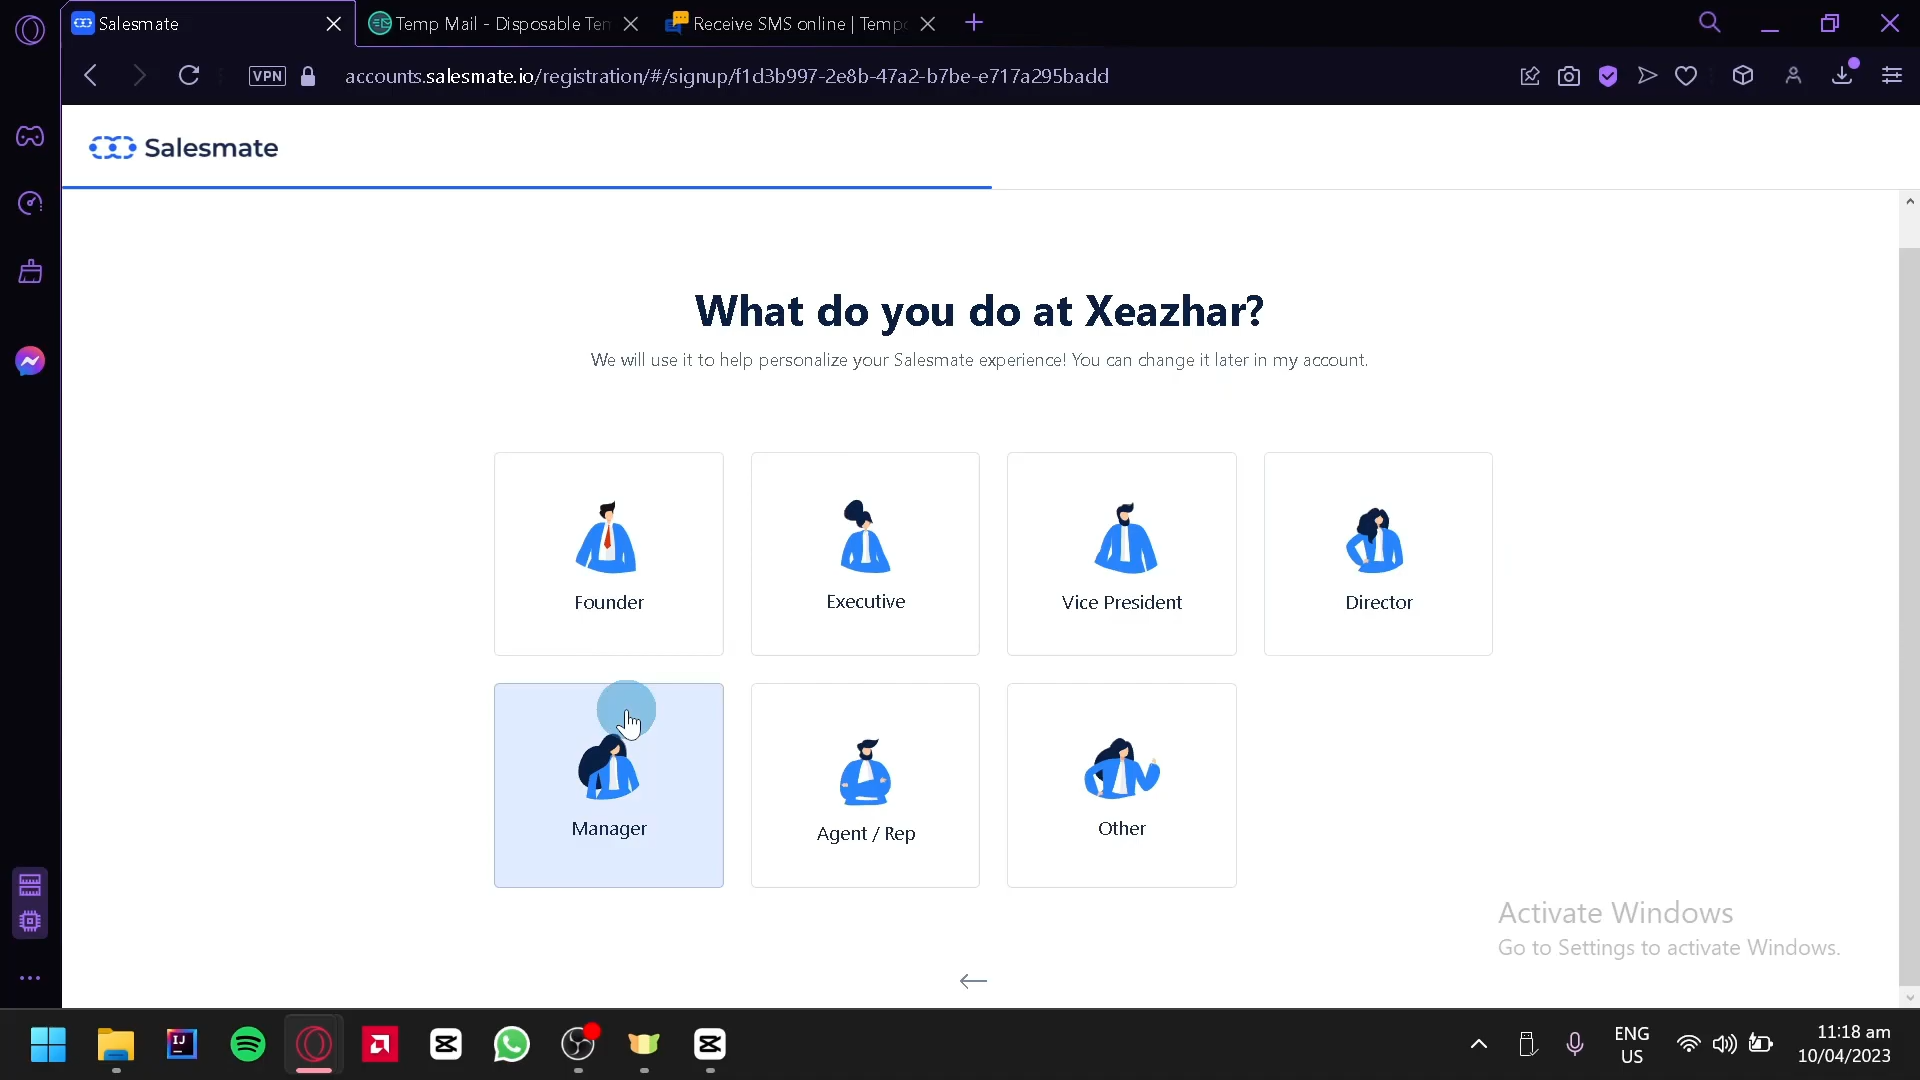 Salesmate
Temp Mail - Disposable Ten
Receive SMS online | Tempo
VPN
accounts.salesmate.io/registration/#/signup/f1d3b997-2e8b-47a2-b7be-e717a295badd
Salesmate
What do you do at Xeazhar?
We will use it to help personalize your Salesmate experience! You can change it later in my account.
Founder
Executive
Vice President
Director
Manager
Agent / Rep
Other
Activate Windows
Go to Settings to activate Windows.
IJ
ENG
US
11:18 am
10/04/2023